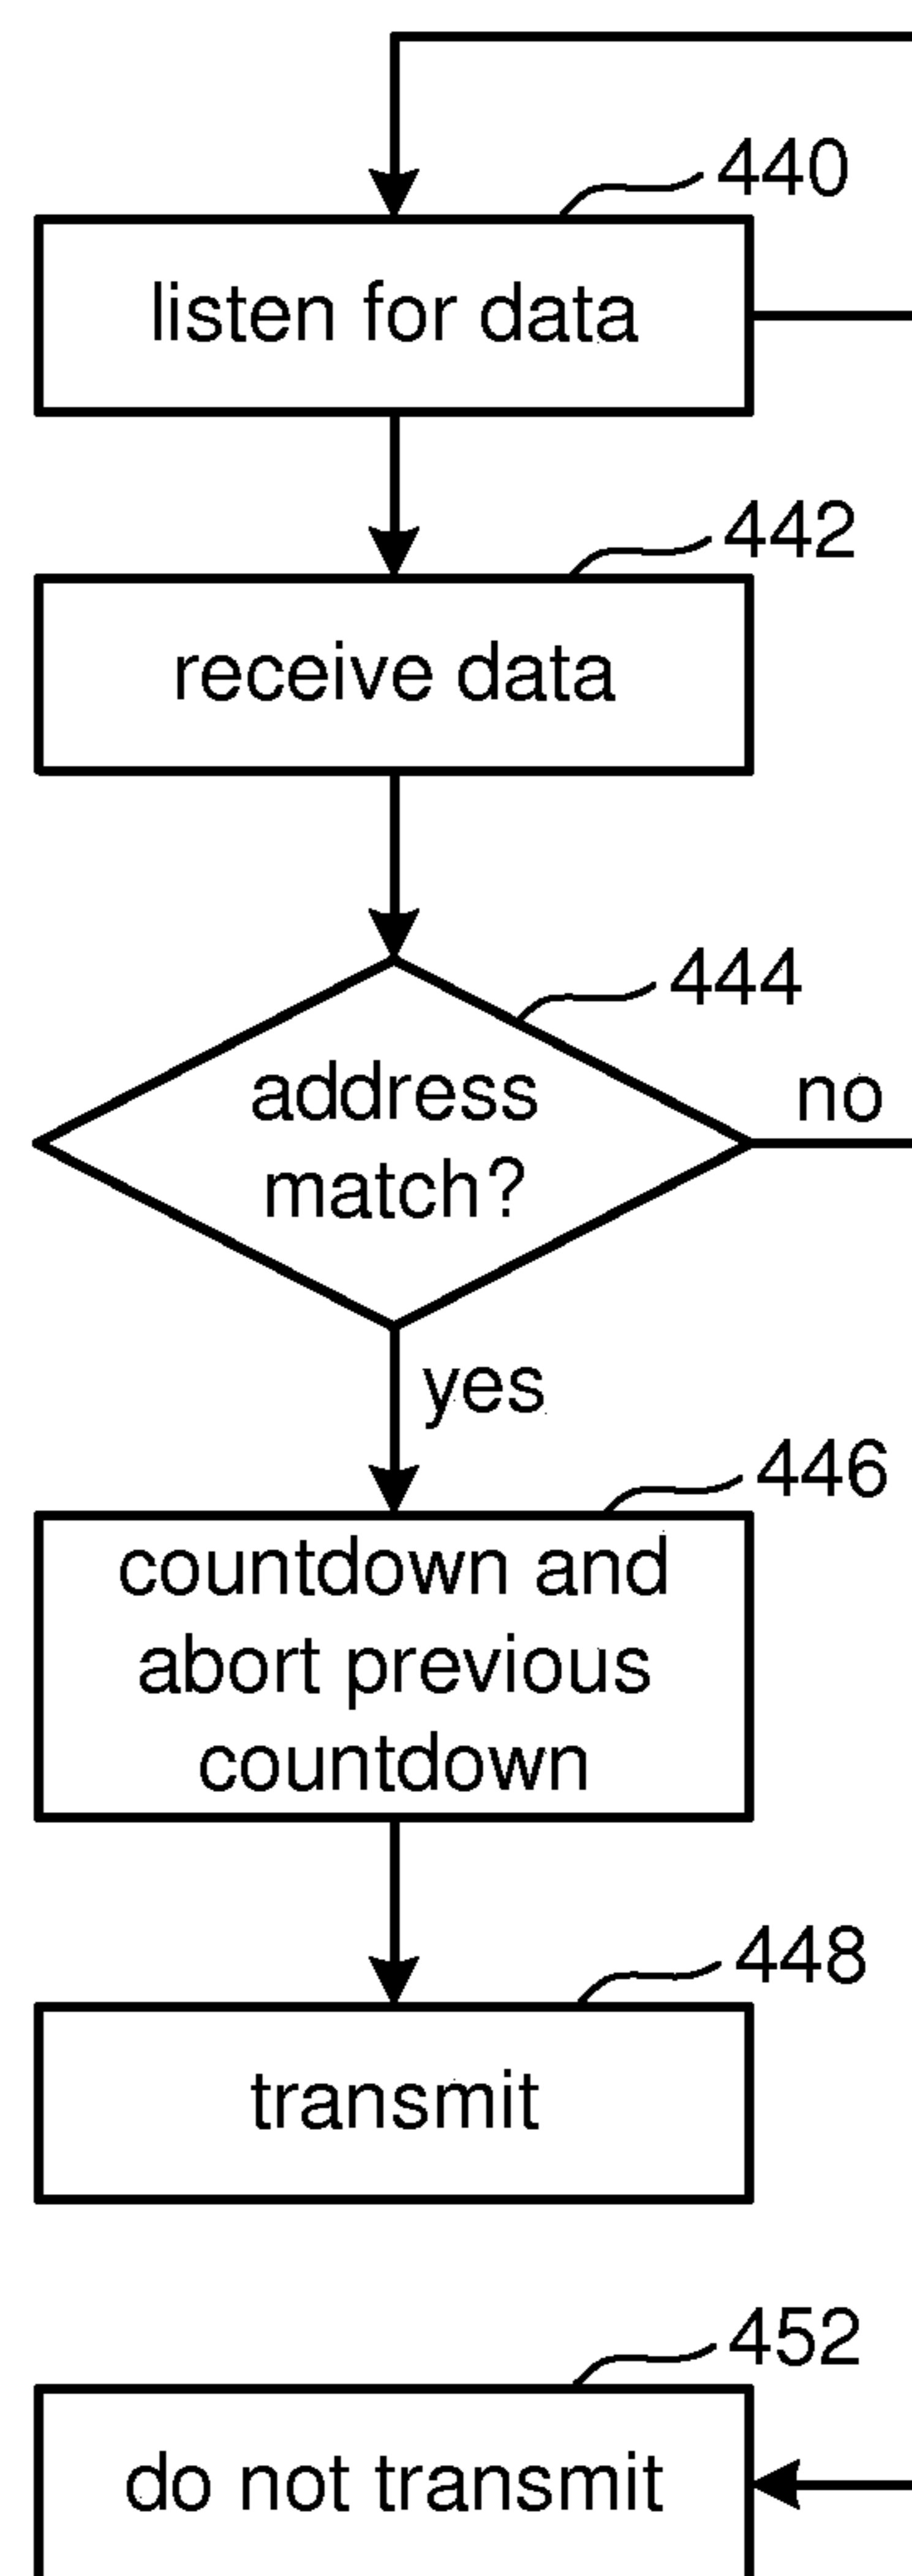 440
listen for data
442
receive data
444
address
match?
no
yes
446
countdown and
abort previous
countdown
448
transmit
452
do not transmit